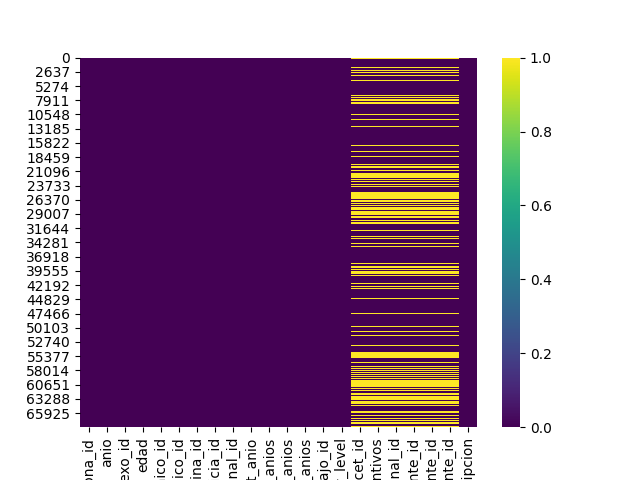 0
2637
5274
7911
10548
13185
15822
18459
21096
23733
26370
29007
31644
34281
36918
39555
42192
44829
47466
50103
52740
55377
58014
60651
63288
65925
ona_id
anio
exo_id
edad
ico_id
ico_id
ina_id
cia_id
nal_id
t_anio
_anios
_anios
_anios
ajo_id
_level
cet_id
ntivos
nal_id
nte_id
nte_id
nte_id
ipcion
1.0
0.8
0.6
0.4
0.2
0.0